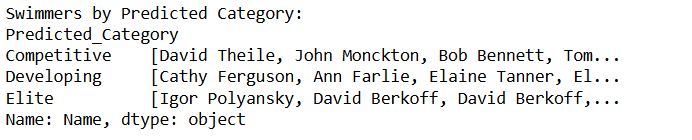 Swimmers by Predicted Category:
Predicted_Category
Competitive    [David Theile, John Monckton, Bob Bennett, Tom...
Developing     [Cathy Ferguson, Ann Farlie, Elaine Tanner, El...
Elite          [Igor Polyansky, David Berkoff, David Berkoff,...
Name: Name, dtype: object